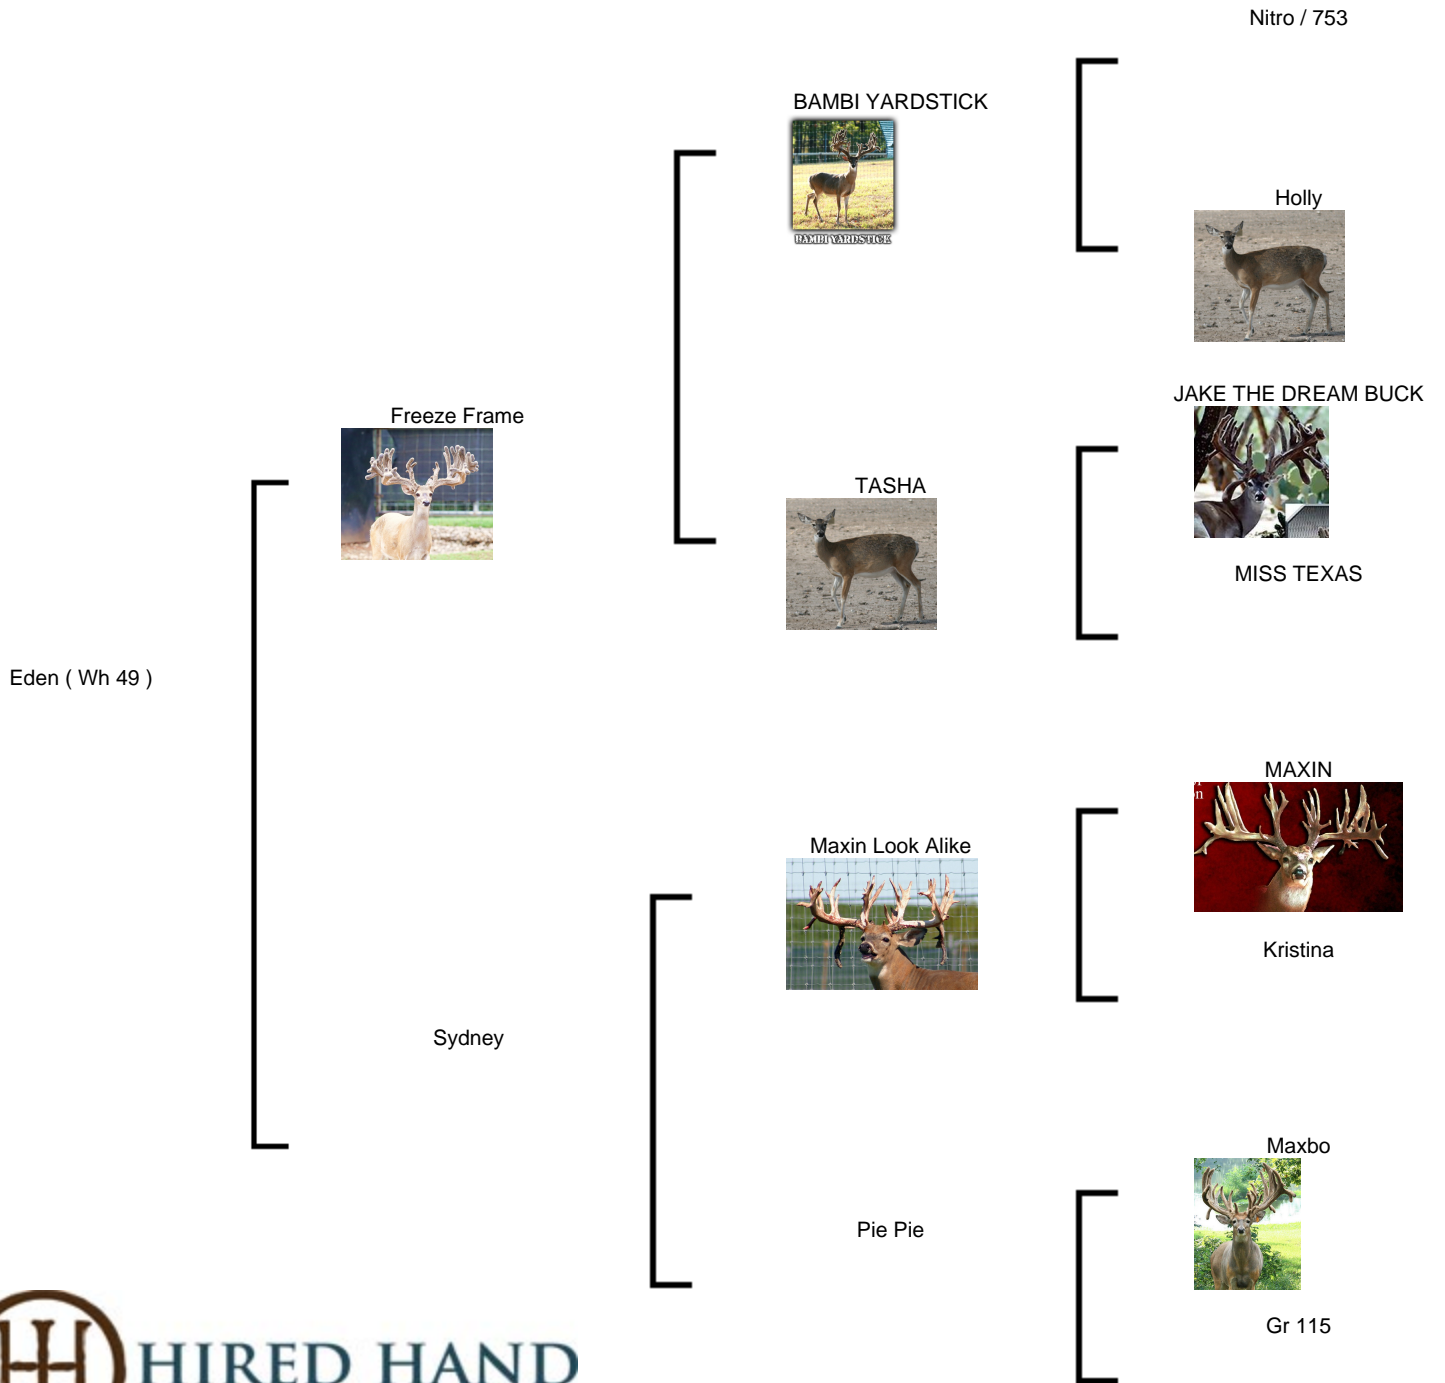 Nitro / 753
BAMBI YARDSTICK
BAMBI YARDSTICK
Holly
JAKE THE DREAM BUCK
Freeze Frame
TASHA
MISS TEXAS
Eden ( Wh 49 )
MAXIN
on
Maxin Look Alike
Kristina
Sydney
Maxbo
Pie Pie
Gr 115
HIRED HAND